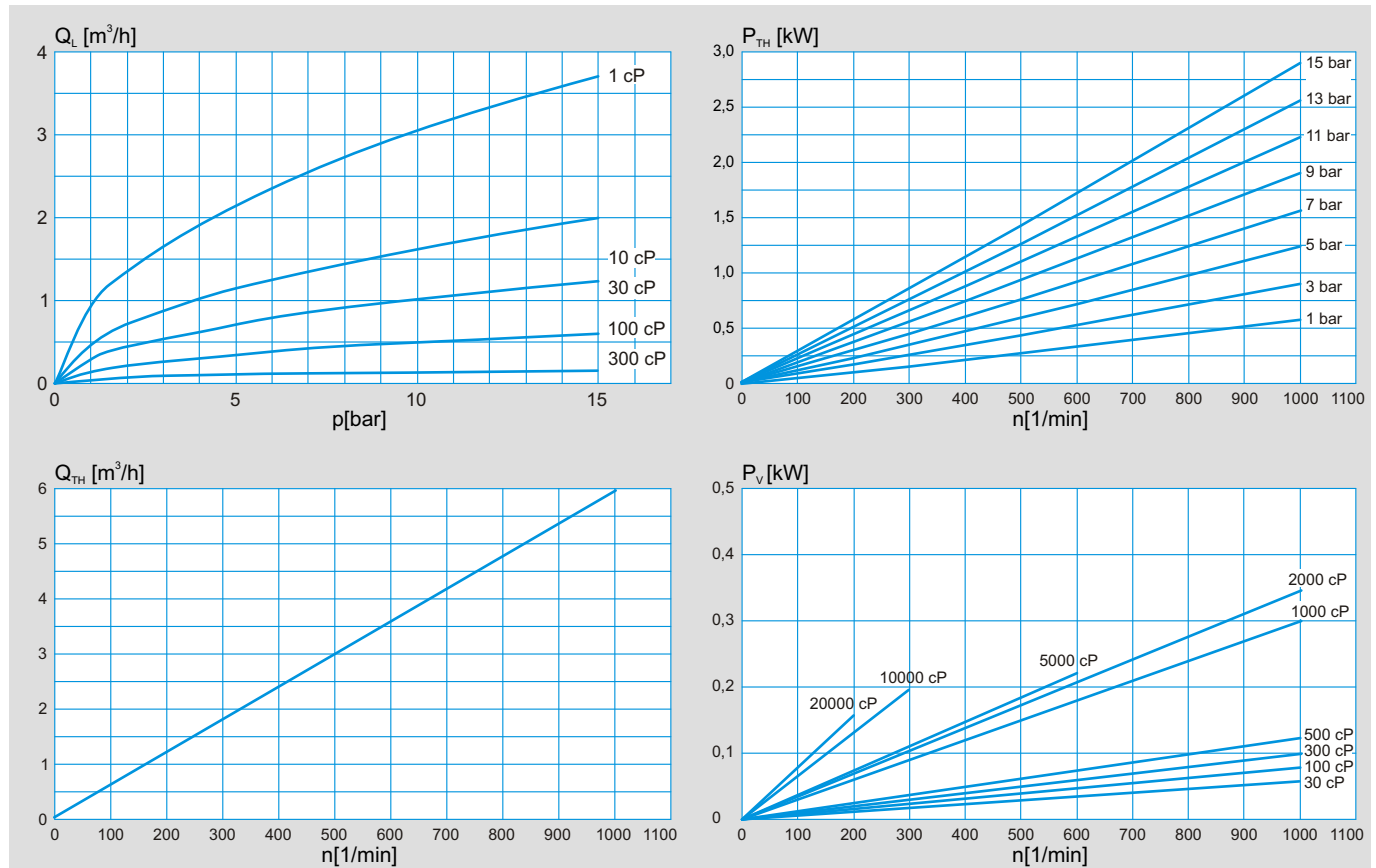 Q_L [m³/h]
4
3
2
1
0
1 cP
10 cP
30 cP
100 cP
300 cP
0 5 10 15
p[bar]
P_TH [kW]
3,0
2,5
2,0
1,5
1,0
0,5
0
15 bar
13 bar
11 bar
9 bar
7 bar
5 bar
3 bar
1 bar
0 100 200 300 400 500 600 700 800 900 1000 1100
n[1/min]
Q_TH [m³/h]
6
5
4
3
2
1
0
0 100 200 300 400 500 600 700 800 900 1000 1100
n[1/min]
P_V [kW]
0,5
0,4
0,3
0,2
0,1
0
20000 cP
10000 cP
5000 cP
2000 cP
1000 cP
500 cP
300 cP
100 cP
30 cP
0 100 200 300 400 500 600 700 800 900 1000 1100
n[1/min]